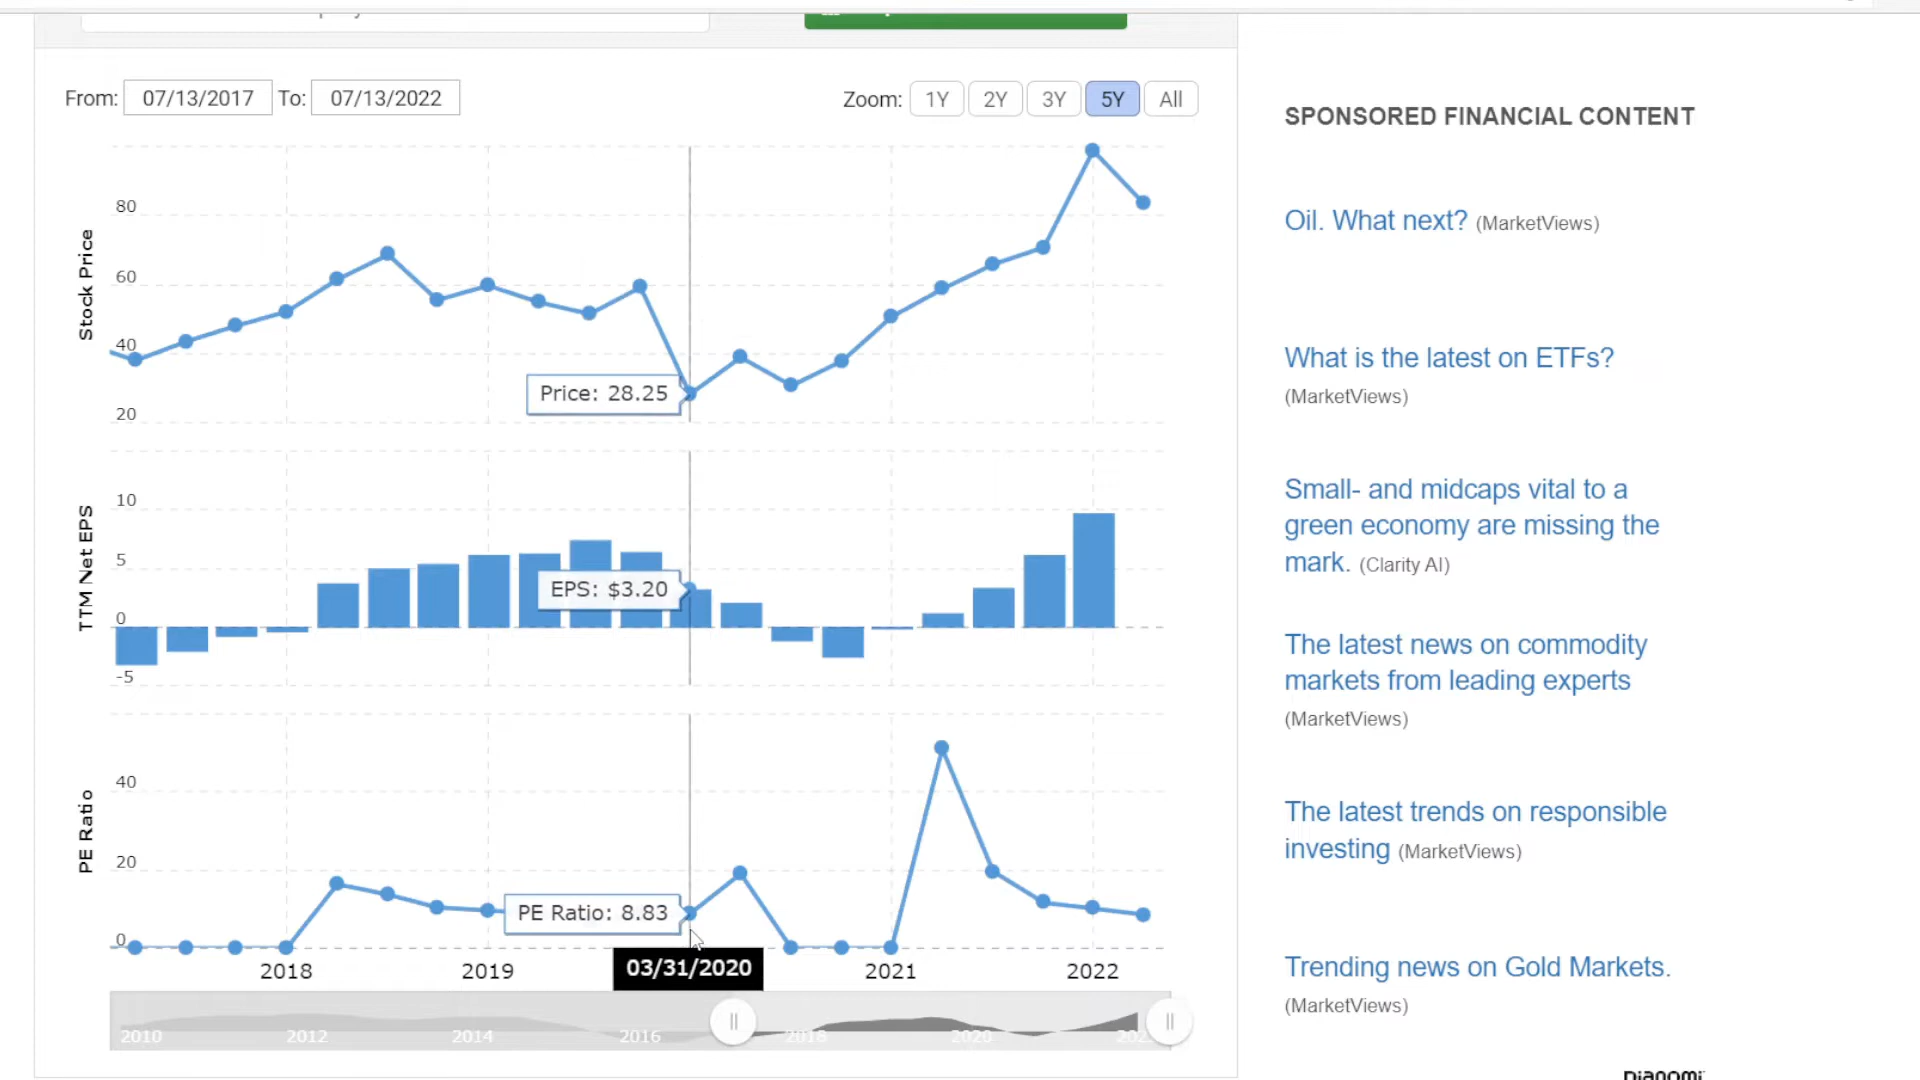 From: 07/13/2017 To: 07/13/2022
Zoom: 1Y 2Y 3Y 5Y All
Stock Price
80
60
40
20
Price: 28.25
TTM Net EPS
10
5
0
-5
EPS: $3.20
PE Ratio
40
20
0
PE Ratio: 8.83
2018 2019 03/31/2020 2021 2022
2010 2012 2014 2016 2018 2020
SPONSORED FINANCIAL CONTENT
Oil. What next? (MarketViews)
What is the latest on ETFs?
(MarketViews)
Small- and midcaps vital to a
green economy are missing the
mark. (Clarity AI)
The latest news on commodity
markets from leading experts
(MarketViews)
The latest trends on responsible
investing (MarketViews)
Trending news on Gold Markets.
(MarketViews)